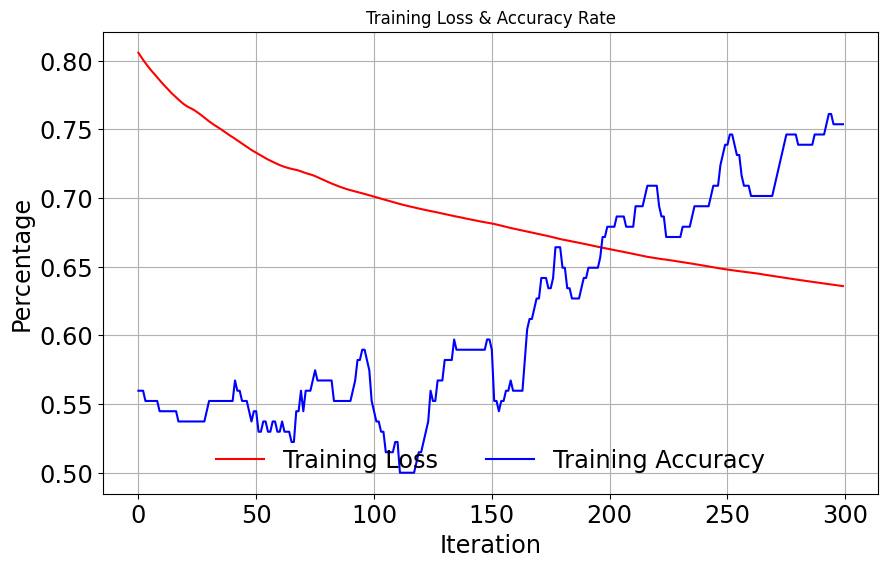 Training Loss & Accuracy Rate
Percentage
0.80
0.75
0.70
0.65
0.60
0.55
0.50
Training Loss
Training Accuracy
0 50 100 150 200 250 300
Iteration